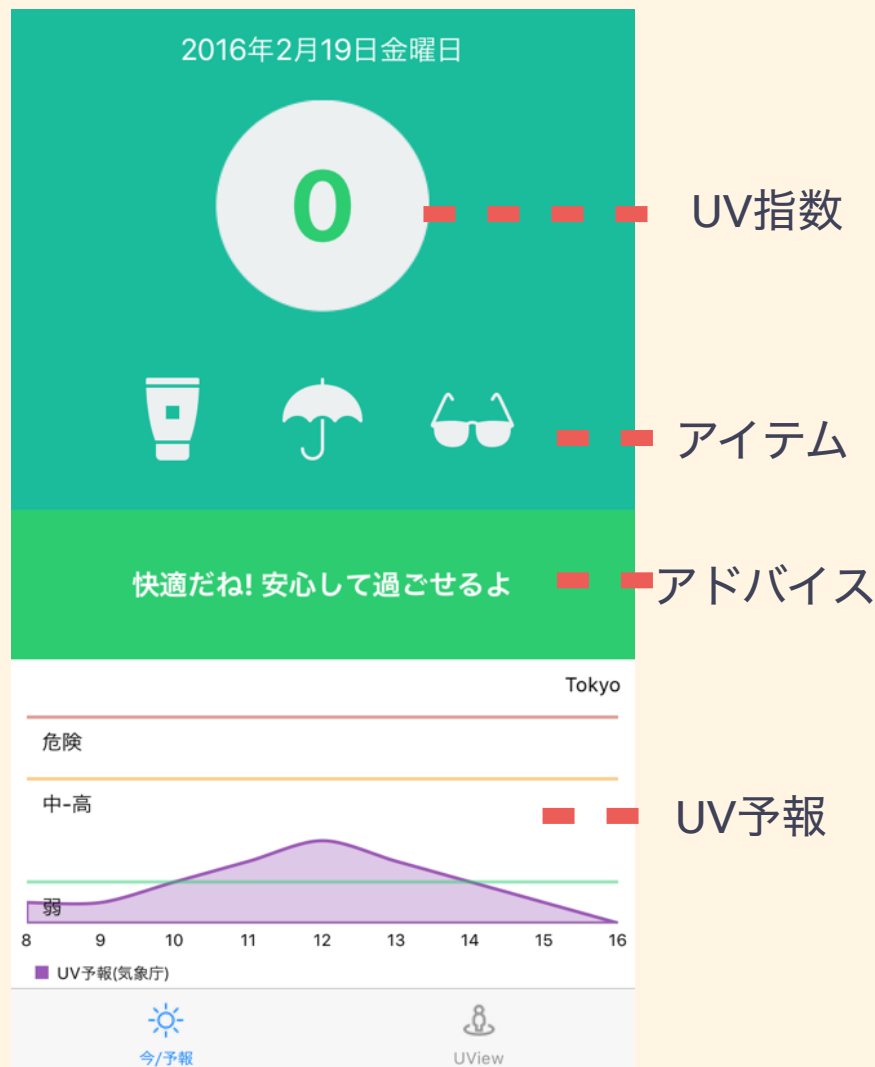 2016年2月19日金曜日
0
UV指数
アイテム
快適だね! 安心して過ごせるよ
アドバイス
Tokyo
危険
中-高
UV予報
弱
8 9 10 11 12 13 14 15 16
UV予報(気象庁)
今/予報
UView